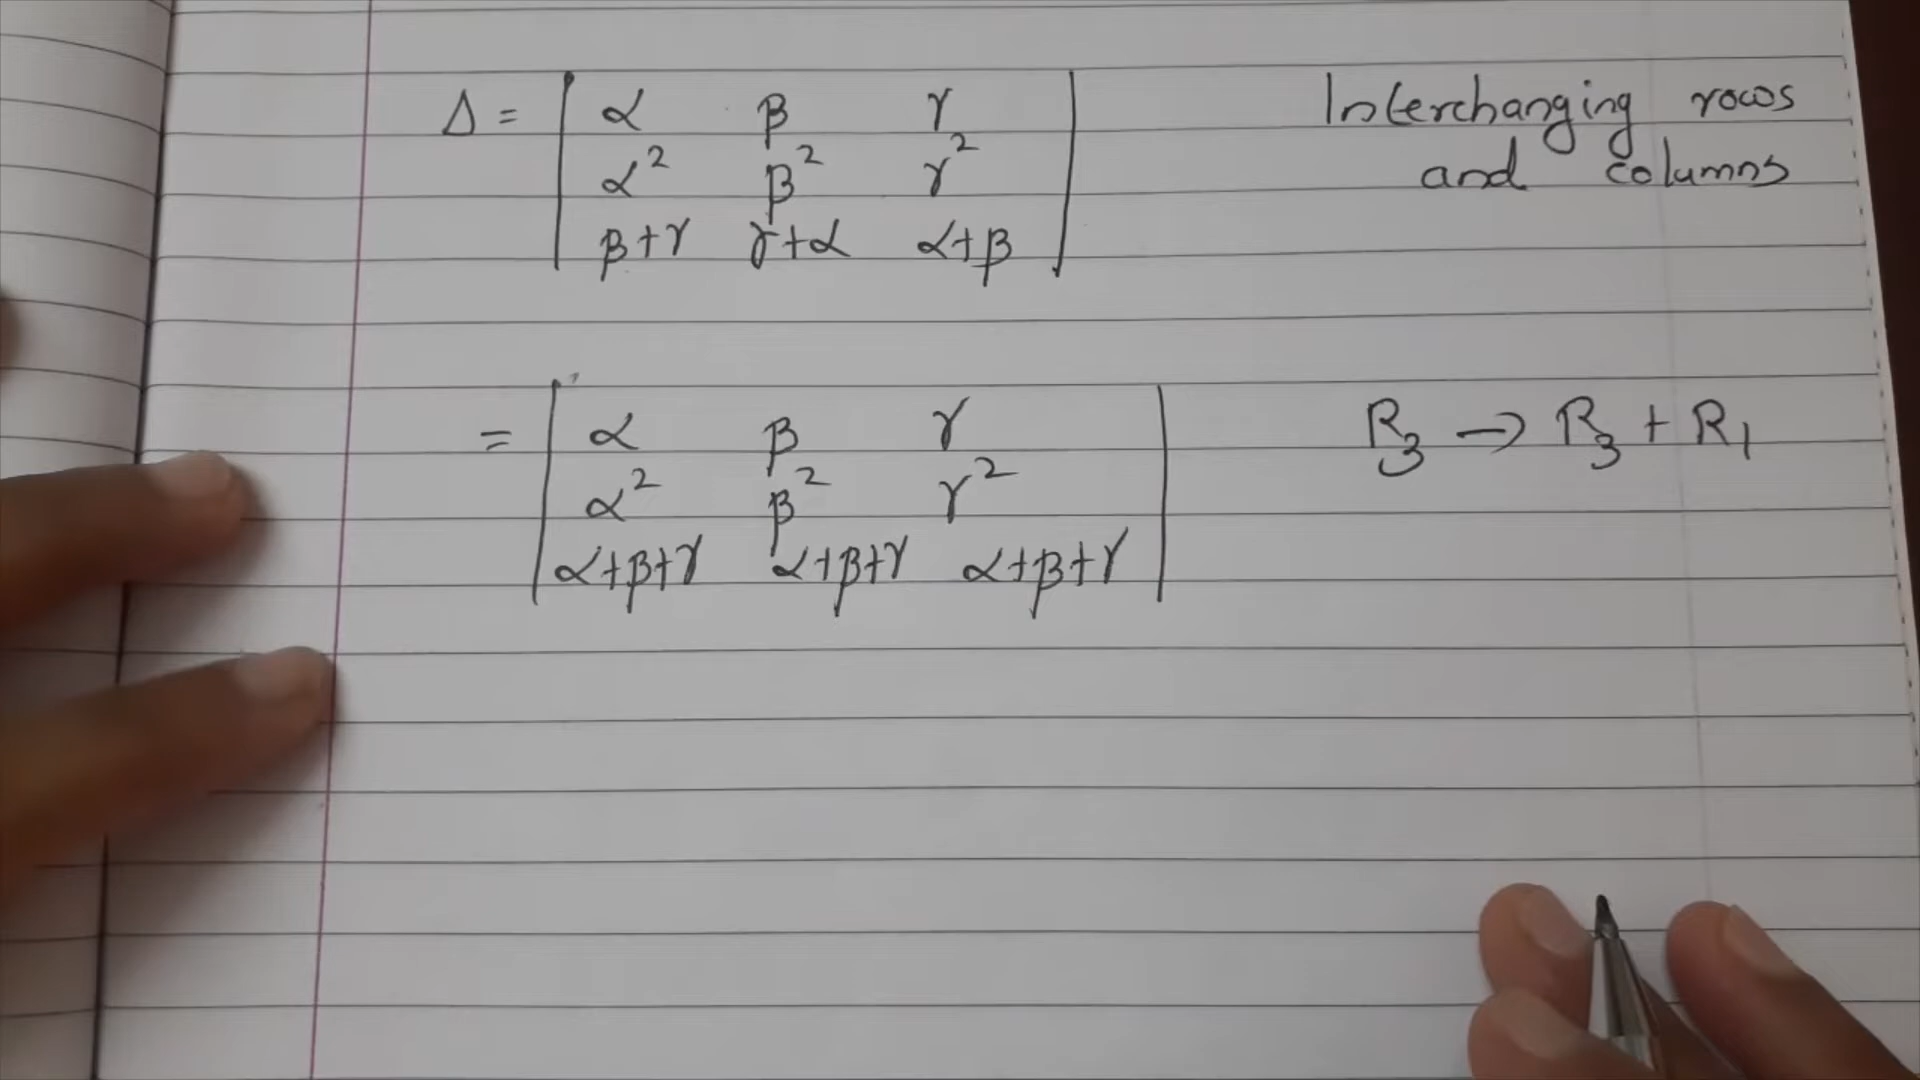 Δ = | α β γ | Interchanging rows
| α² β² γ² | and columns
| β+γ γ+α α+β |
= | α β γ | R₃ → R₃ + R₁
| α² β² γ² |
| α+β+γ α+β+γ α+β+γ |